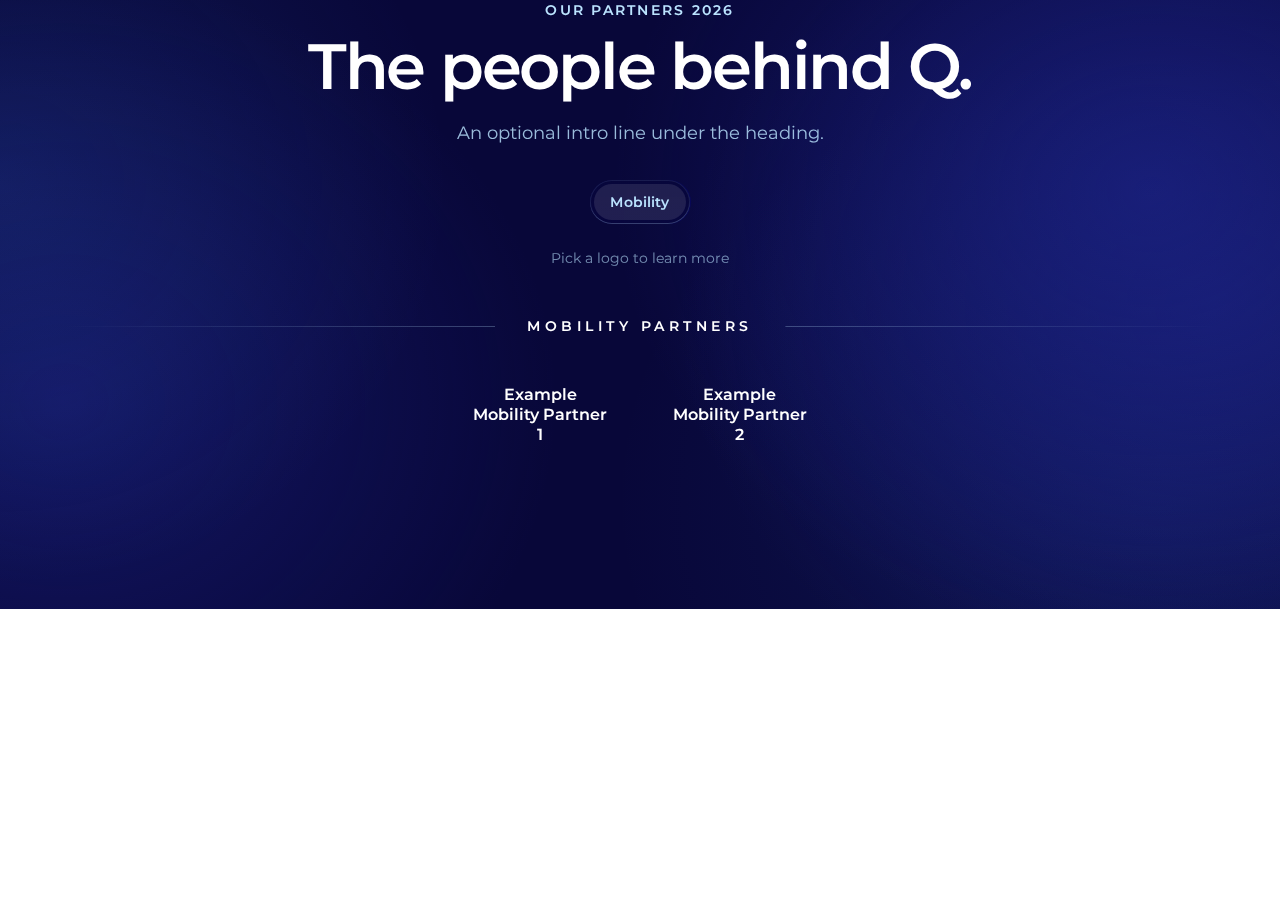 OUR PARTNERS 2026
The people behind Q.
An optional intro line under the heading.
Mobility
Pick a logo to learn more
MOBILITY PARTNERS
Example
Mobility Partner
1
Example
Mobility Partner
2